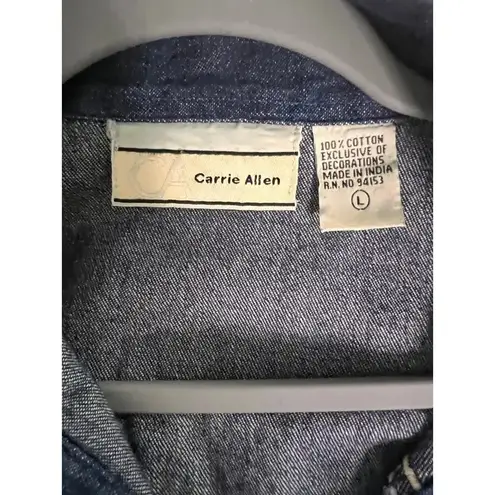 CA
Carrie Allen
100% COTTON
EXCLUSIVE OF
DECORATIONS
MADE IN INDIA
R.N. NO 94153
L